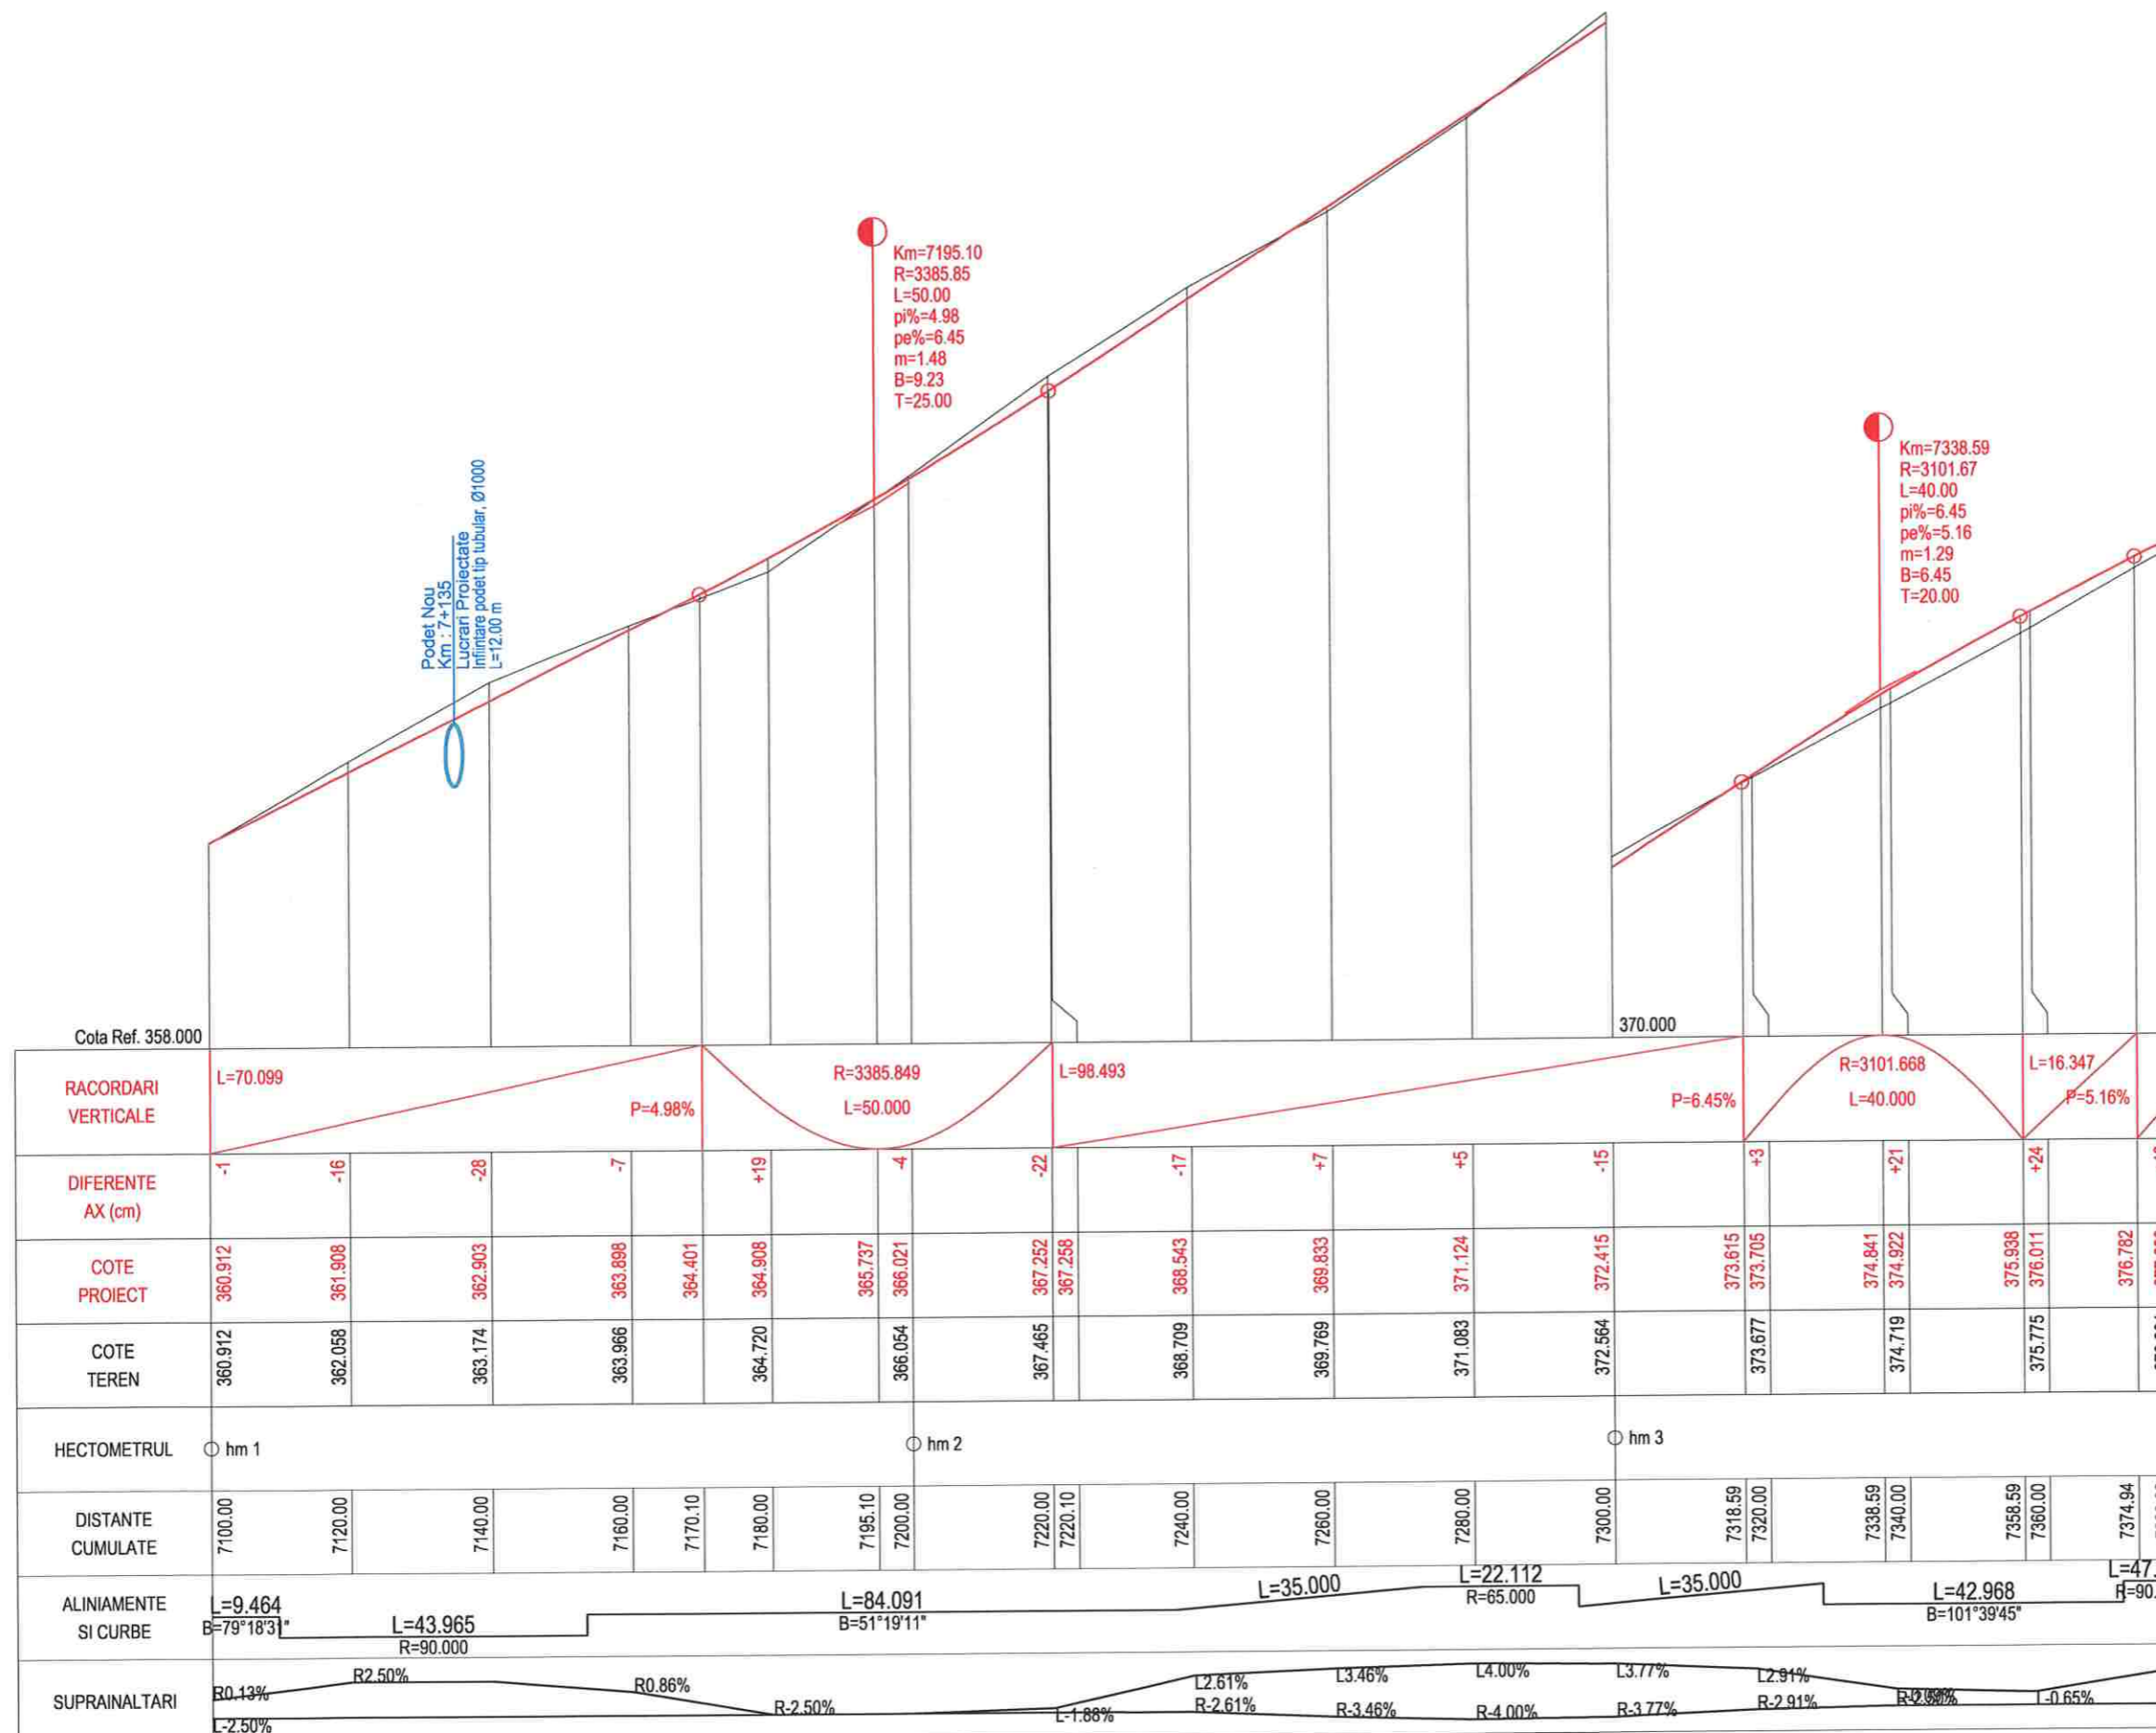 Km=7195.10
R=3385.85
L=50.00
pi%=4.98
pe%=6.45
m=1.48
B=9.23
T=25.00
Km=7338.59
R=3101.67
L=40.00
pi%=6.45
pe%=5.16
m=1.29
B=6.45
T=20.00
Podet Nou
Km : 7+135
Lucrari Proiectate
Infiintare podet tip tubular, Ø1000
L=12.00 m
Cota Ref. 358.000
370.000
RACORDARI
VERTICALE
L=70.099
P=4.98%
R=3385.849
L=50.000
L=98.493
P=6.45%
R=3101.668
L=40.000
L=16.347
P=5.16%
DIFERENTE
AX (cm)
-1
-16
-28
-7
+19
-4
-22
-17
+7
+5
-15
+3
+21
+24
COTE
PROIECT
360.912
361.908
362.903
363.898
364.401
364.908
365.737
366.021
367.252
367.258
368.543
369.833
371.124
372.415
373.615
373.705
374.841
374.922
375.938
376.011
376.782
COTE
TEREN
360.912
362.058
363.174
363.966
364.720
366.054
367.465
368.709
369.769
371.083
372.564
373.677
374.719
375.775
HECTOMETRUL
hm 1
hm 2
hm 3
DISTANTE
CUMULATE
7100.00
7120.00
7140.00
7160.00
7170.10
7180.00
7195.10
7200.00
7220.00
7220.10
7240.00
7260.00
7280.00
7300.00
7318.59
7320.00
7338.59
7340.00
7358.59
7360.00
7374.94
ALINIAMENTE
SI CURBE
L=9.464
B=79°18'31"
L=43.965
R=90.000
L=84.091
B=51°19'11"
L=35.000
L=22.112
R=65.000
L=35.000
L=42.968
B=101°39'45"
L=47.
R=90.
SUPRAINALTARI
R0.13%
L-2.50%
R2.50%
R0.86%
R-2.50%
L-1.88%
L2.61%
R-2.61%
L3.46%
R-3.46%
L4.00%
R-4.00%
L3.77%
R-3.77%
L2.91%
R-2.91%
L-0.65%